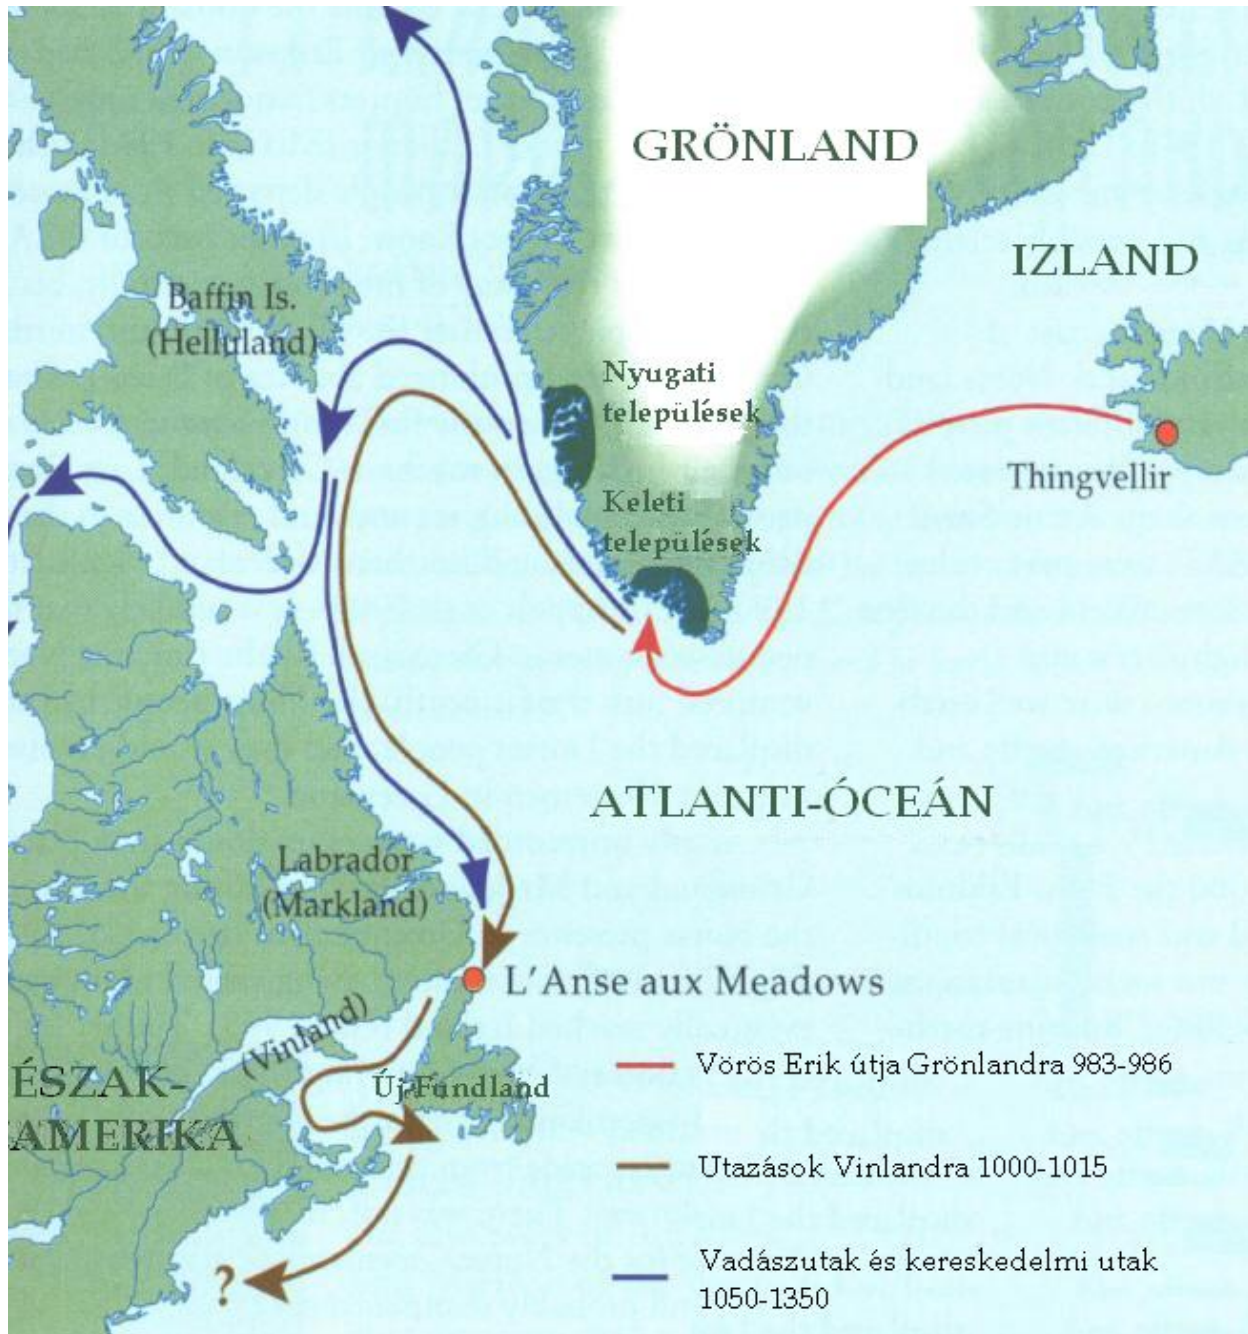 GRÖNLAND
IZLAND
Baffin Is.
(Helluland)
Nyugati
települések
Thingvellir
Keleti
települések
ATLANTI-ÓCEÁN
Labrador
(Markland)
L'Anse aux Meadows
(Vinland)
Vörös Erik útja Grönlandra 983-986
ÉSZAK-
AMERIKA
Új-Fundland
Utazások Vinlandra 1000-1015
?
Vadászutak és kereskedelmi utak
1050-1350